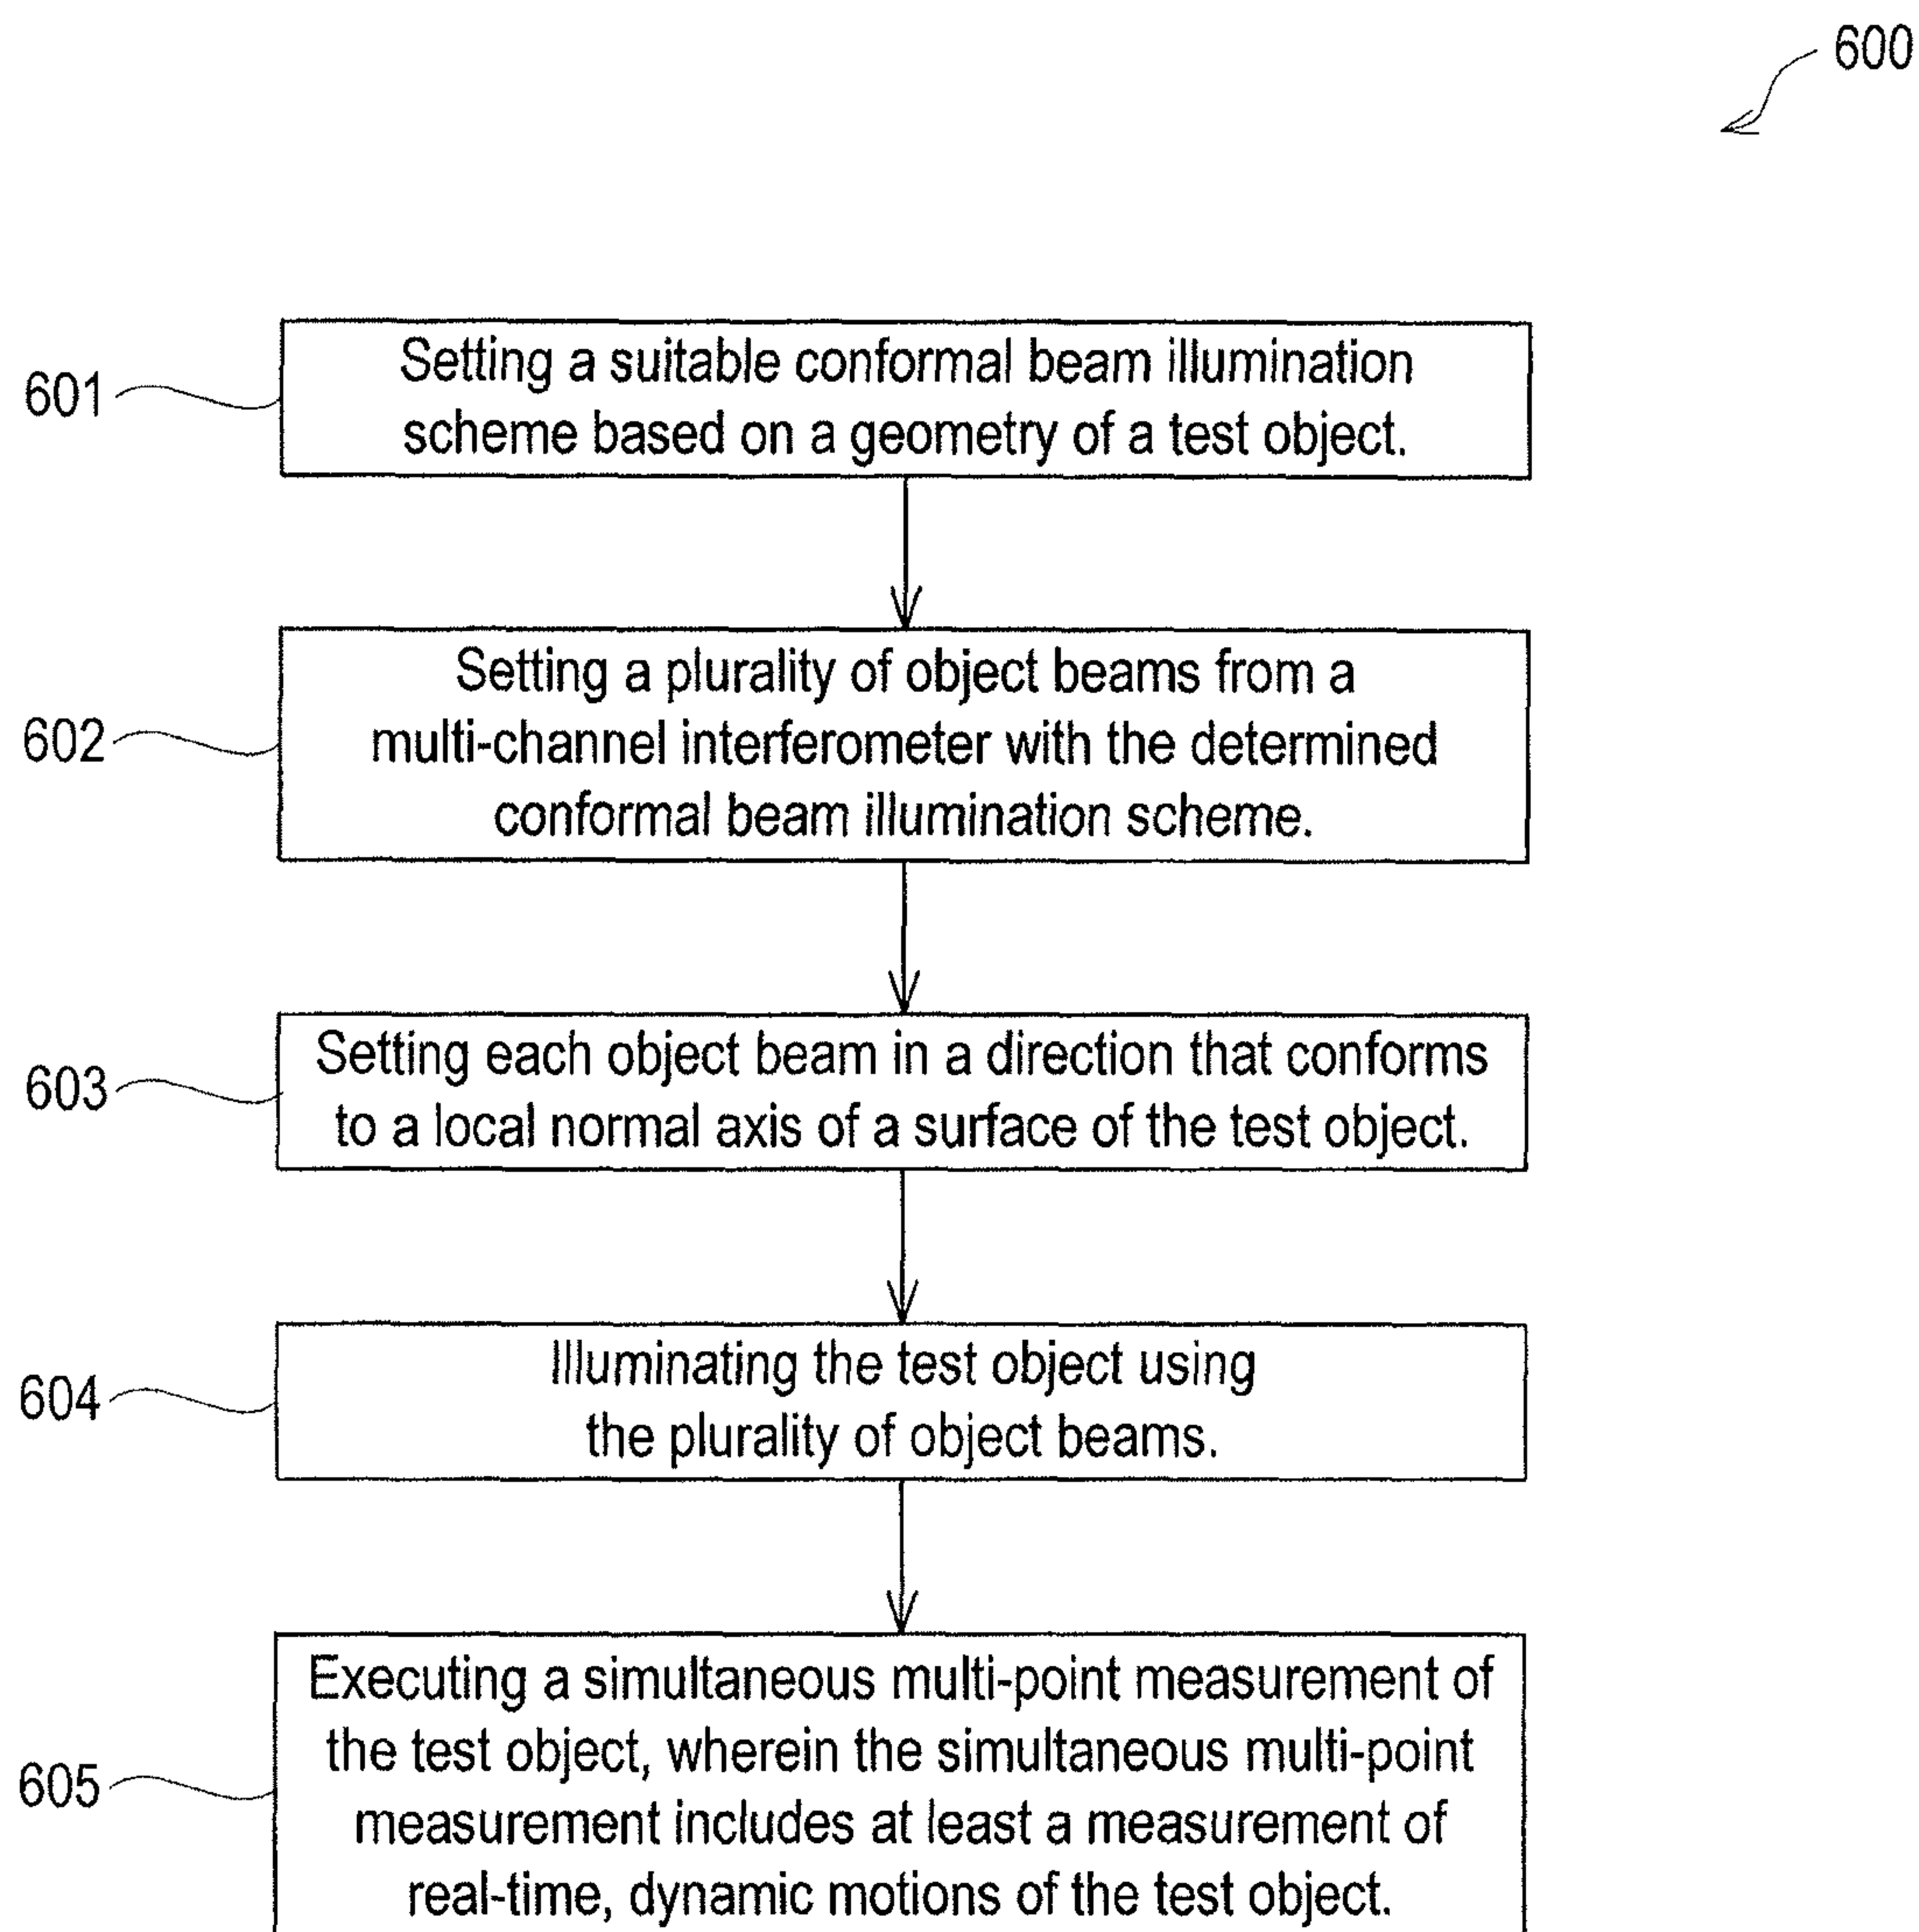 600
601
Setting a suitable conformal beam illumination
scheme based on a geometry of a test object.
602
Setting a plurality of object beams from a
multi-channel interferometer with the determined
conformal beam illumination scheme.
603
Setting each object beam in a direction that conforms
to a local normal axis of a surface of the test object.
604
Illuminating the test object using
the plurality of object beams.
605
Executing a simultaneous multi-point measurement of
the test object, wherein the simultaneous multi-point
measurement includes at least a measurement of
real-time, dynamic motions of the test object.